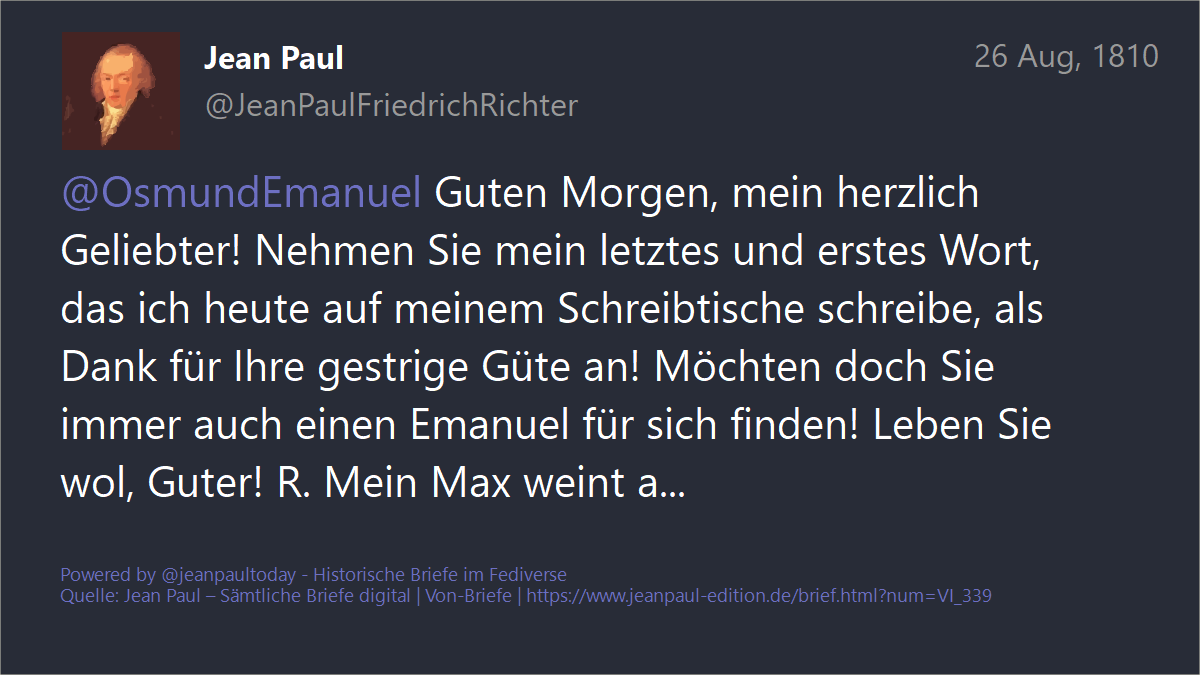 Jean Paul
26 Aug, 1810
@JeanPaulFriedrichRichter
@OsmundEmanuel Guten Morgen, mein herzlich
Geliebter! Nehmen Sie mein letztes und erstes Wort,
das ich heute auf meinem Schreibtische schreibe, als
Dank für Ihre gestrige Güte an! Möchten doch Sie
immer auch einen Emanuel für sich finden! Leben Sie
wol, Guter! R. Mein Max weint a...
Powered by @jeanpaultoday - Historische Briefe im Fediverse
Quelle: Jean Paul – Sämtliche Briefe digital | Von-Briefe | https://www.jeanpaul-edition.de/brief.html?num=VI_339